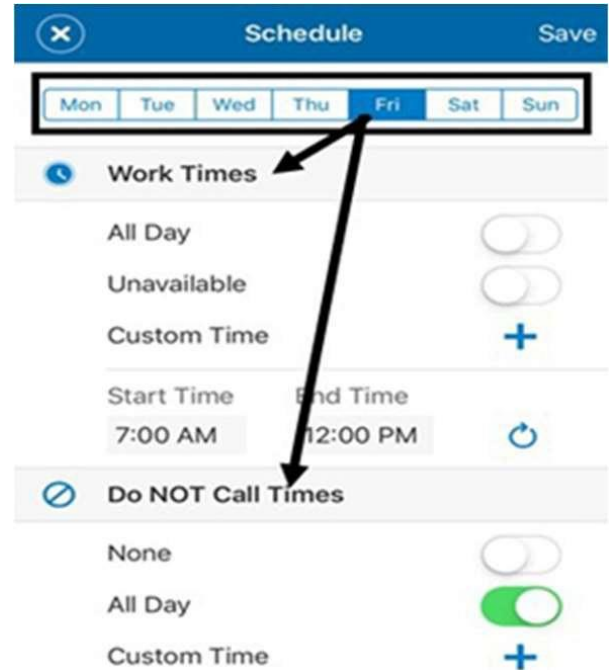 Schedule Save
Mon Tue Wed Thu Fri Sat Sun
Work Times
All Day
Unavailable
Custom Time
Start Time End Time
7:00 AM 12:00 PM
Do NOT Call Times
None
All Day
Custom Time